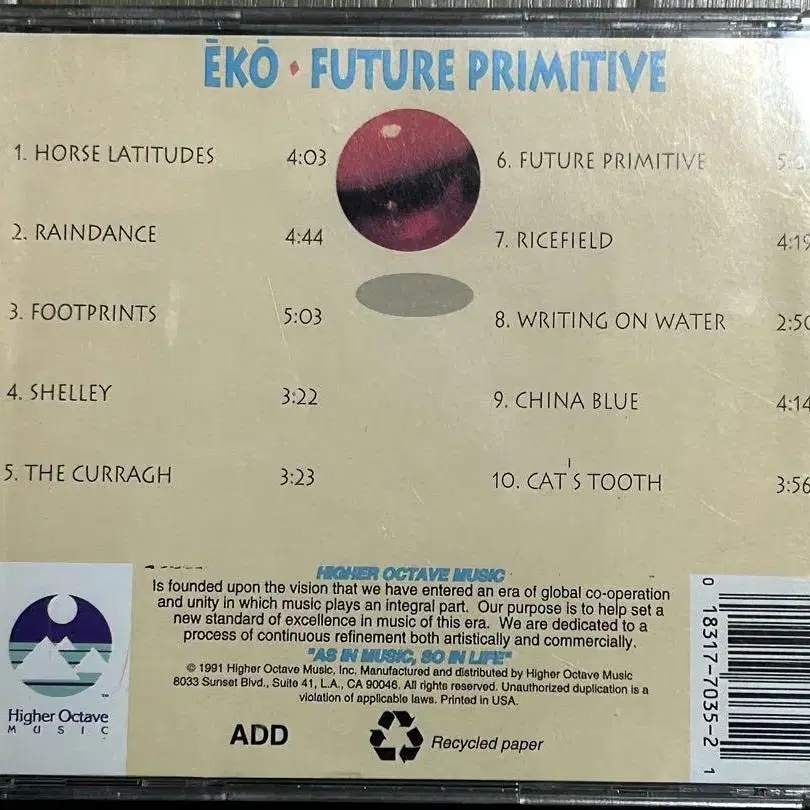 ĒKŌ • FUTURE PRIMITIVE
1. HORSE LATITUDES 4:03
2. RAINDANCE 4:44
3. FOOTPRINTS 5:03
4. SHELLEY 3:22
5. THE CURRAGH 3:23
6. FUTURE PRIMITIVE
7. RICEFIELD 4:19
8. WRITING ON WATER 2:50
9. CHINA BLUE 4:14
10. CAT'S TOOTH 3:56
HIGHER OCTAVE MUSIC
Is founded upon the vision that we have entered an era of global co-operation
and unity in which music plays an integral part. Our purpose is to help set a
new standard of excellence in music of this era. We are dedicated to a
process of continuous refinement both artistically and commercially.
"AS IN MUSIC, SO IN LIFE"
© 1991 Higher Octave Music, Inc. Manufactured and distributed by Higher Octave Music
8033 Sunset Blvd., Suite 41, L.A., CA 90046. All rights reserved. Unauthorized duplication is a
violation of applicable laws. Printed in USA.
ADD
Recycled paper
™
Higher Octave
MUSIC
0 18317-7035-2 1